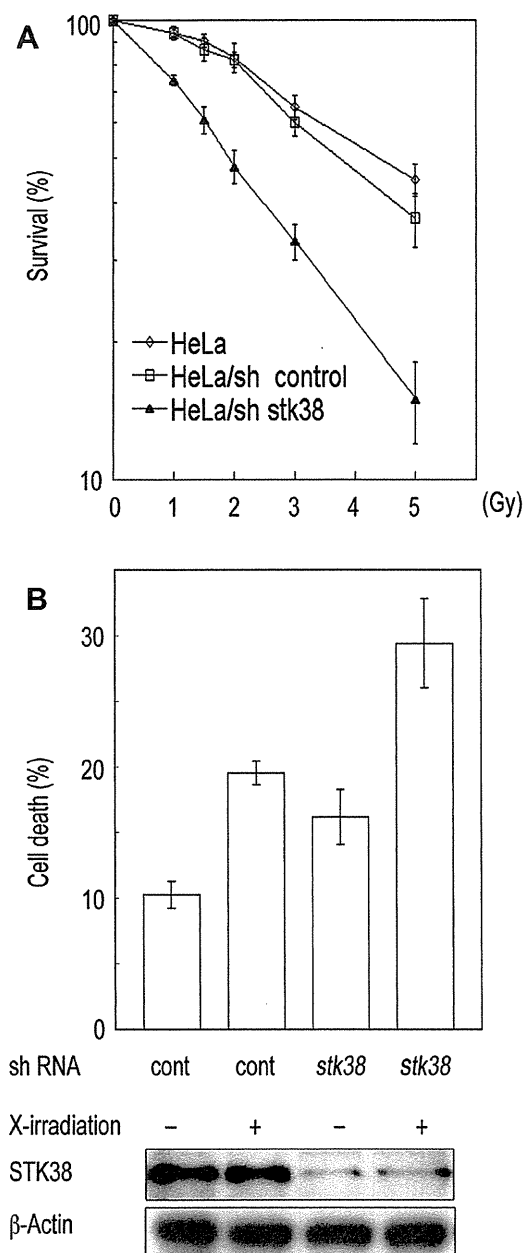 A
100
Survival (%)
HeLa
HeLa/sh control
HeLa/sh stk38
10
0 1 2 3 4 5 (Gy)
B
30
20
10
0
Cell death (%)
sh RNA cont cont stk38 stk38
X-irradiation – + – +
STK38
β-Actin